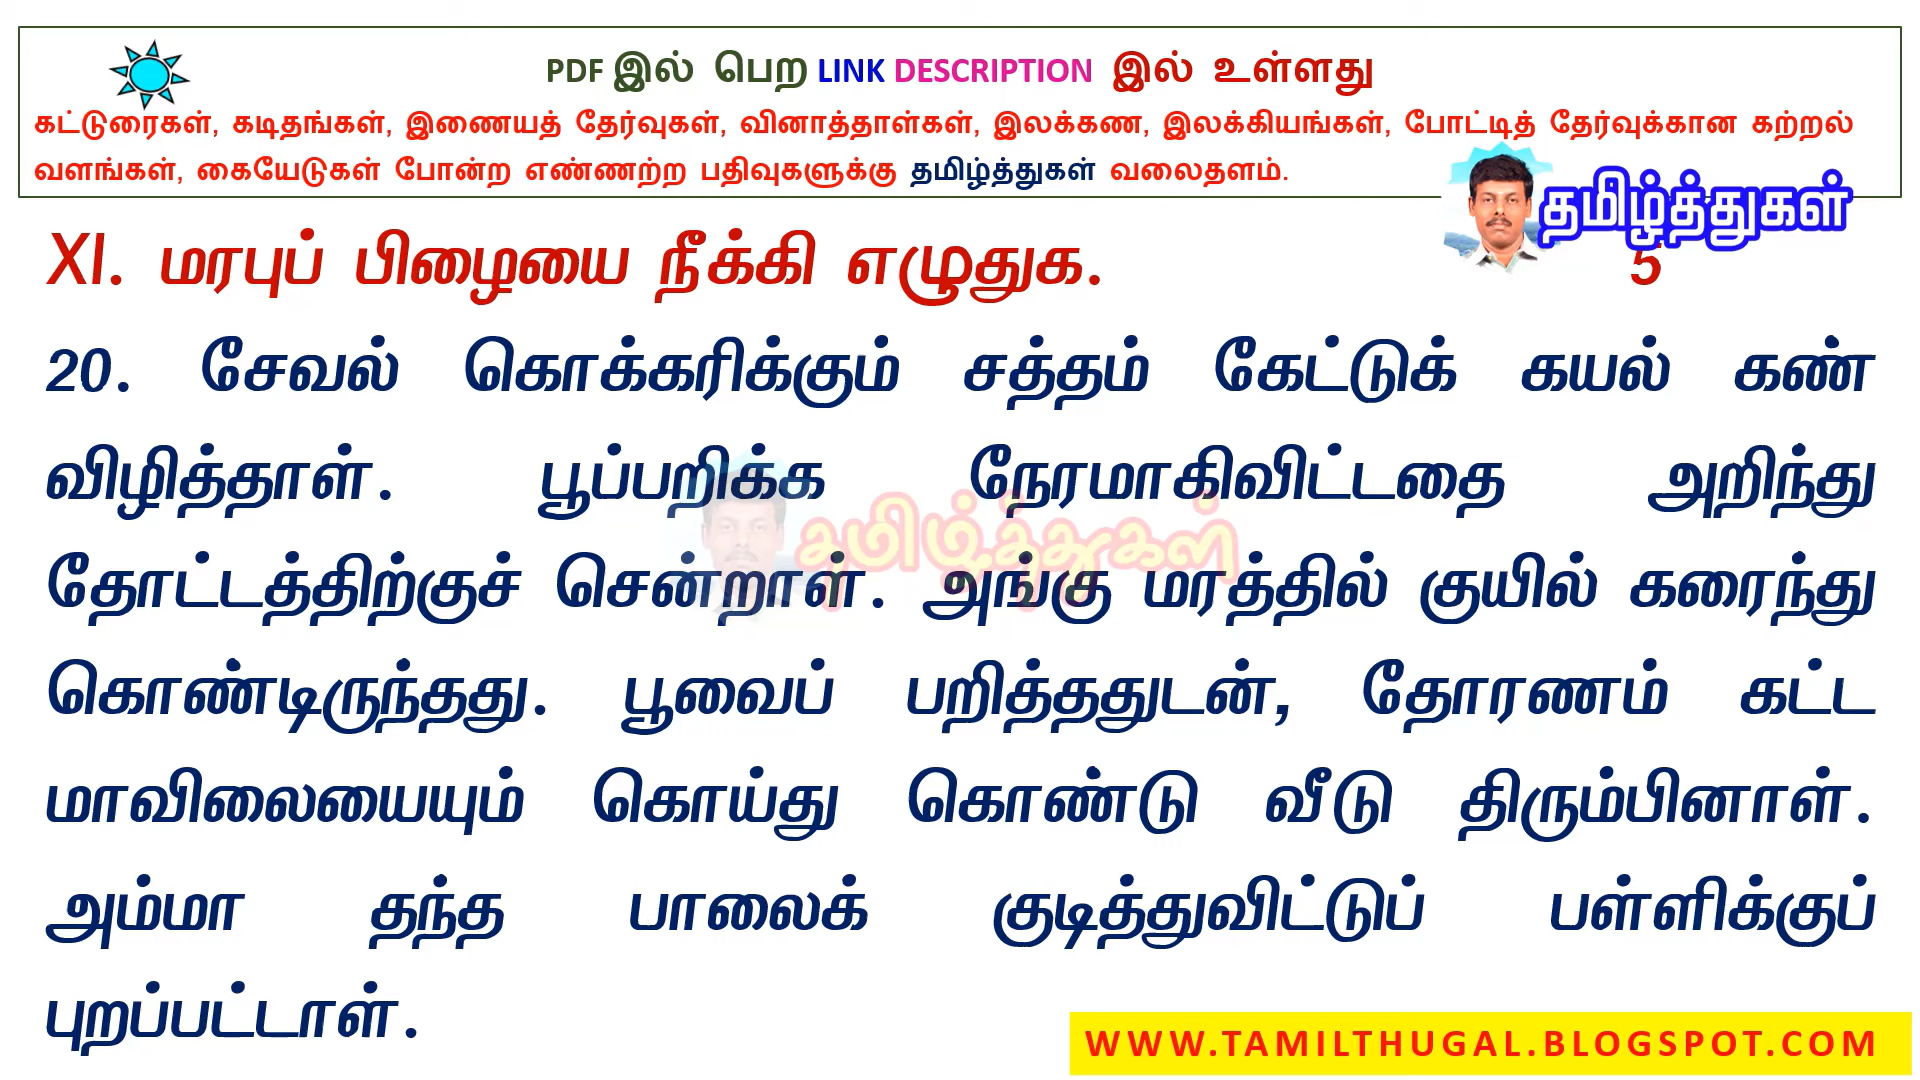 PDF இல் பெற LINK DESCRIPTION இல் உள்ளது
கட்டுரைகள், கடிதங்கள், இணையத் தேர்வுகள், வினாத்தாள்கள், இலக்கண, இலக்கியங்கள், போட்டித் தேர்வுக்கான கற்றல்
வளங்கள், கையேடுகள் போன்ற எண்ணற்ற பதிவுகளுக்கு தமிழ்த்துகள் வலைதளம்.
தமிழ்த்துகள்
XI. மரபுப் பிழையை நீக்கி எழுதுக. 5
20. சேவல் கொக்கரிக்கும் சத்தம் கேட்டுக் கயல் கண்
விழித்தாள். பூப்பறிக்க நேரமாகிவிட்டதை அறிந்து
தமிழ்த்துகள்
தோட்டத்திற்குச் சென்றாள். அங்கு மரத்தில் குயில் கரைந்து
கொண்டிருந்தது. பூவைப் பறித்ததுடன், தோரணம் கட்ட
மாவிலையையும் கொய்து கொண்டு வீடு திரும்பினாள்.
அம்மா தந்த பாலைக் குடித்துவிட்டுப் பள்ளிக்குப்
புறப்பட்டாள்.
WWW.TAMILTHUGAL.BLOGSPOT.COM